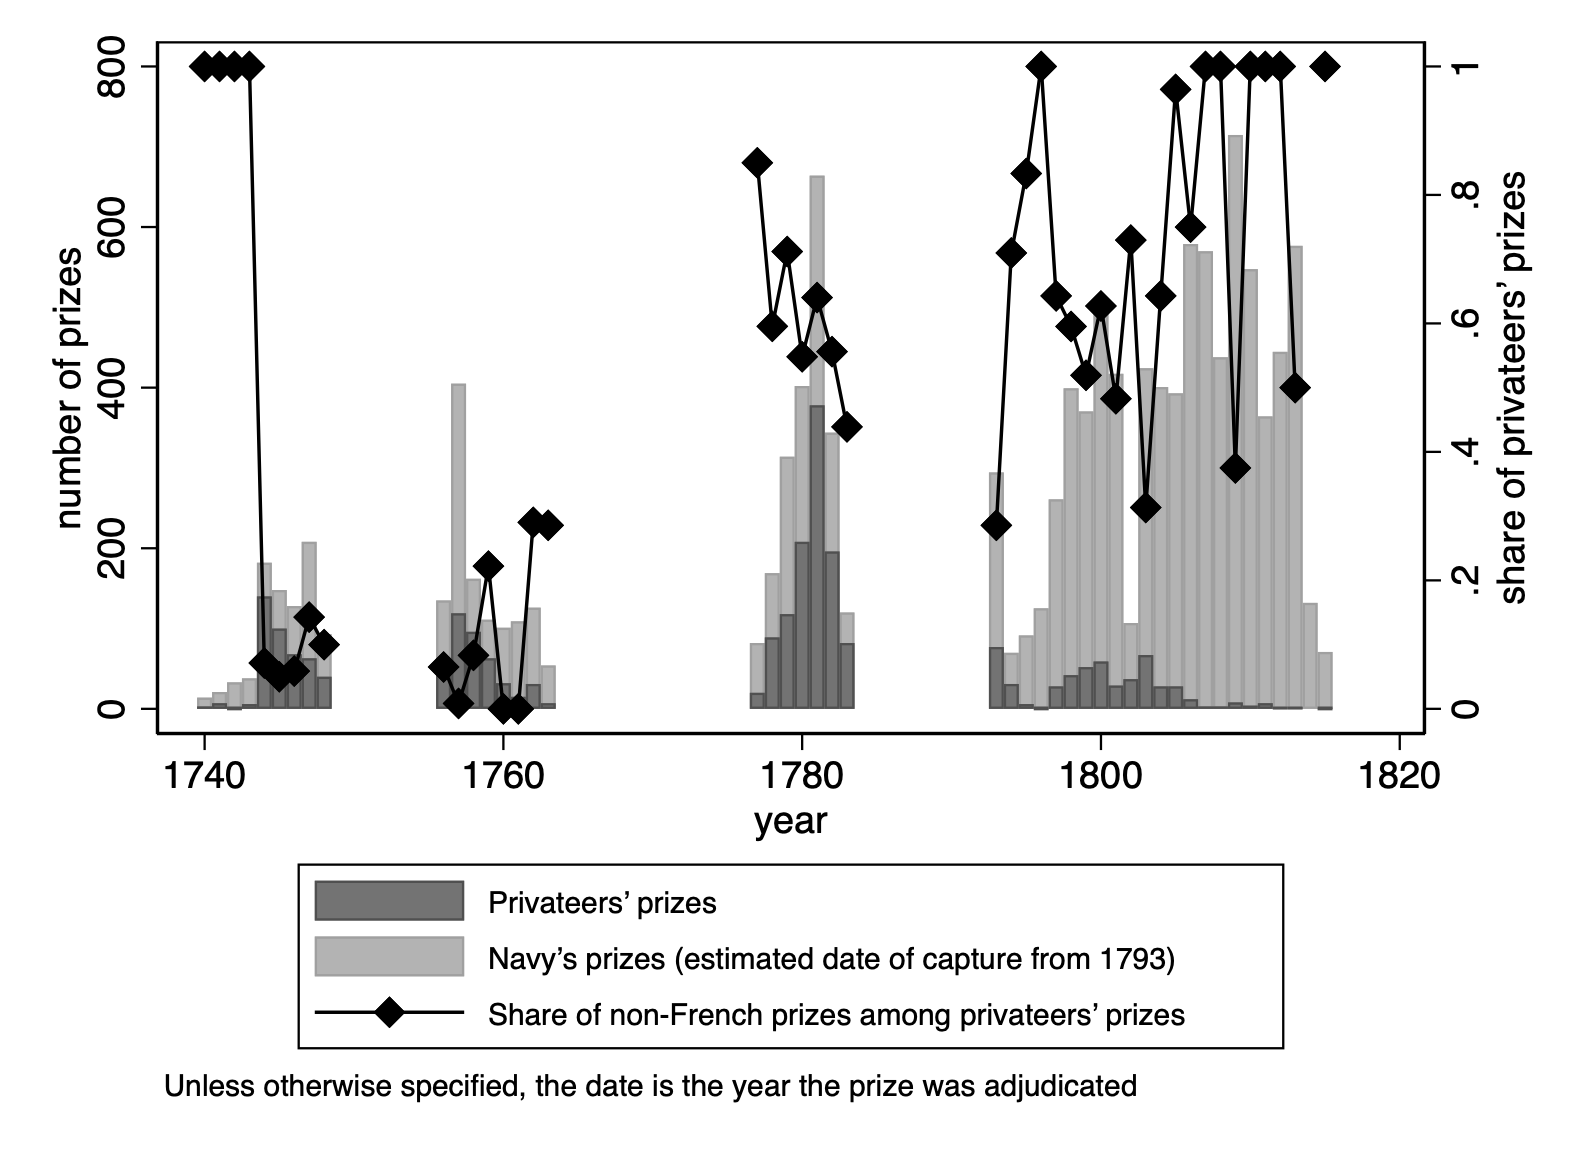 800
600
400
200
0
number of prizes
1
.8
.6
.4
.2
0
share of privateers’ prizes
1740 1760 1780 1800 1820
year
Privateers’ prizes
Navy’s prizes (estimated date of capture from 1793)
Share of non-French prizes among privateers’ prizes
Unless otherwise specified, the date is the year the prize was adjudicated